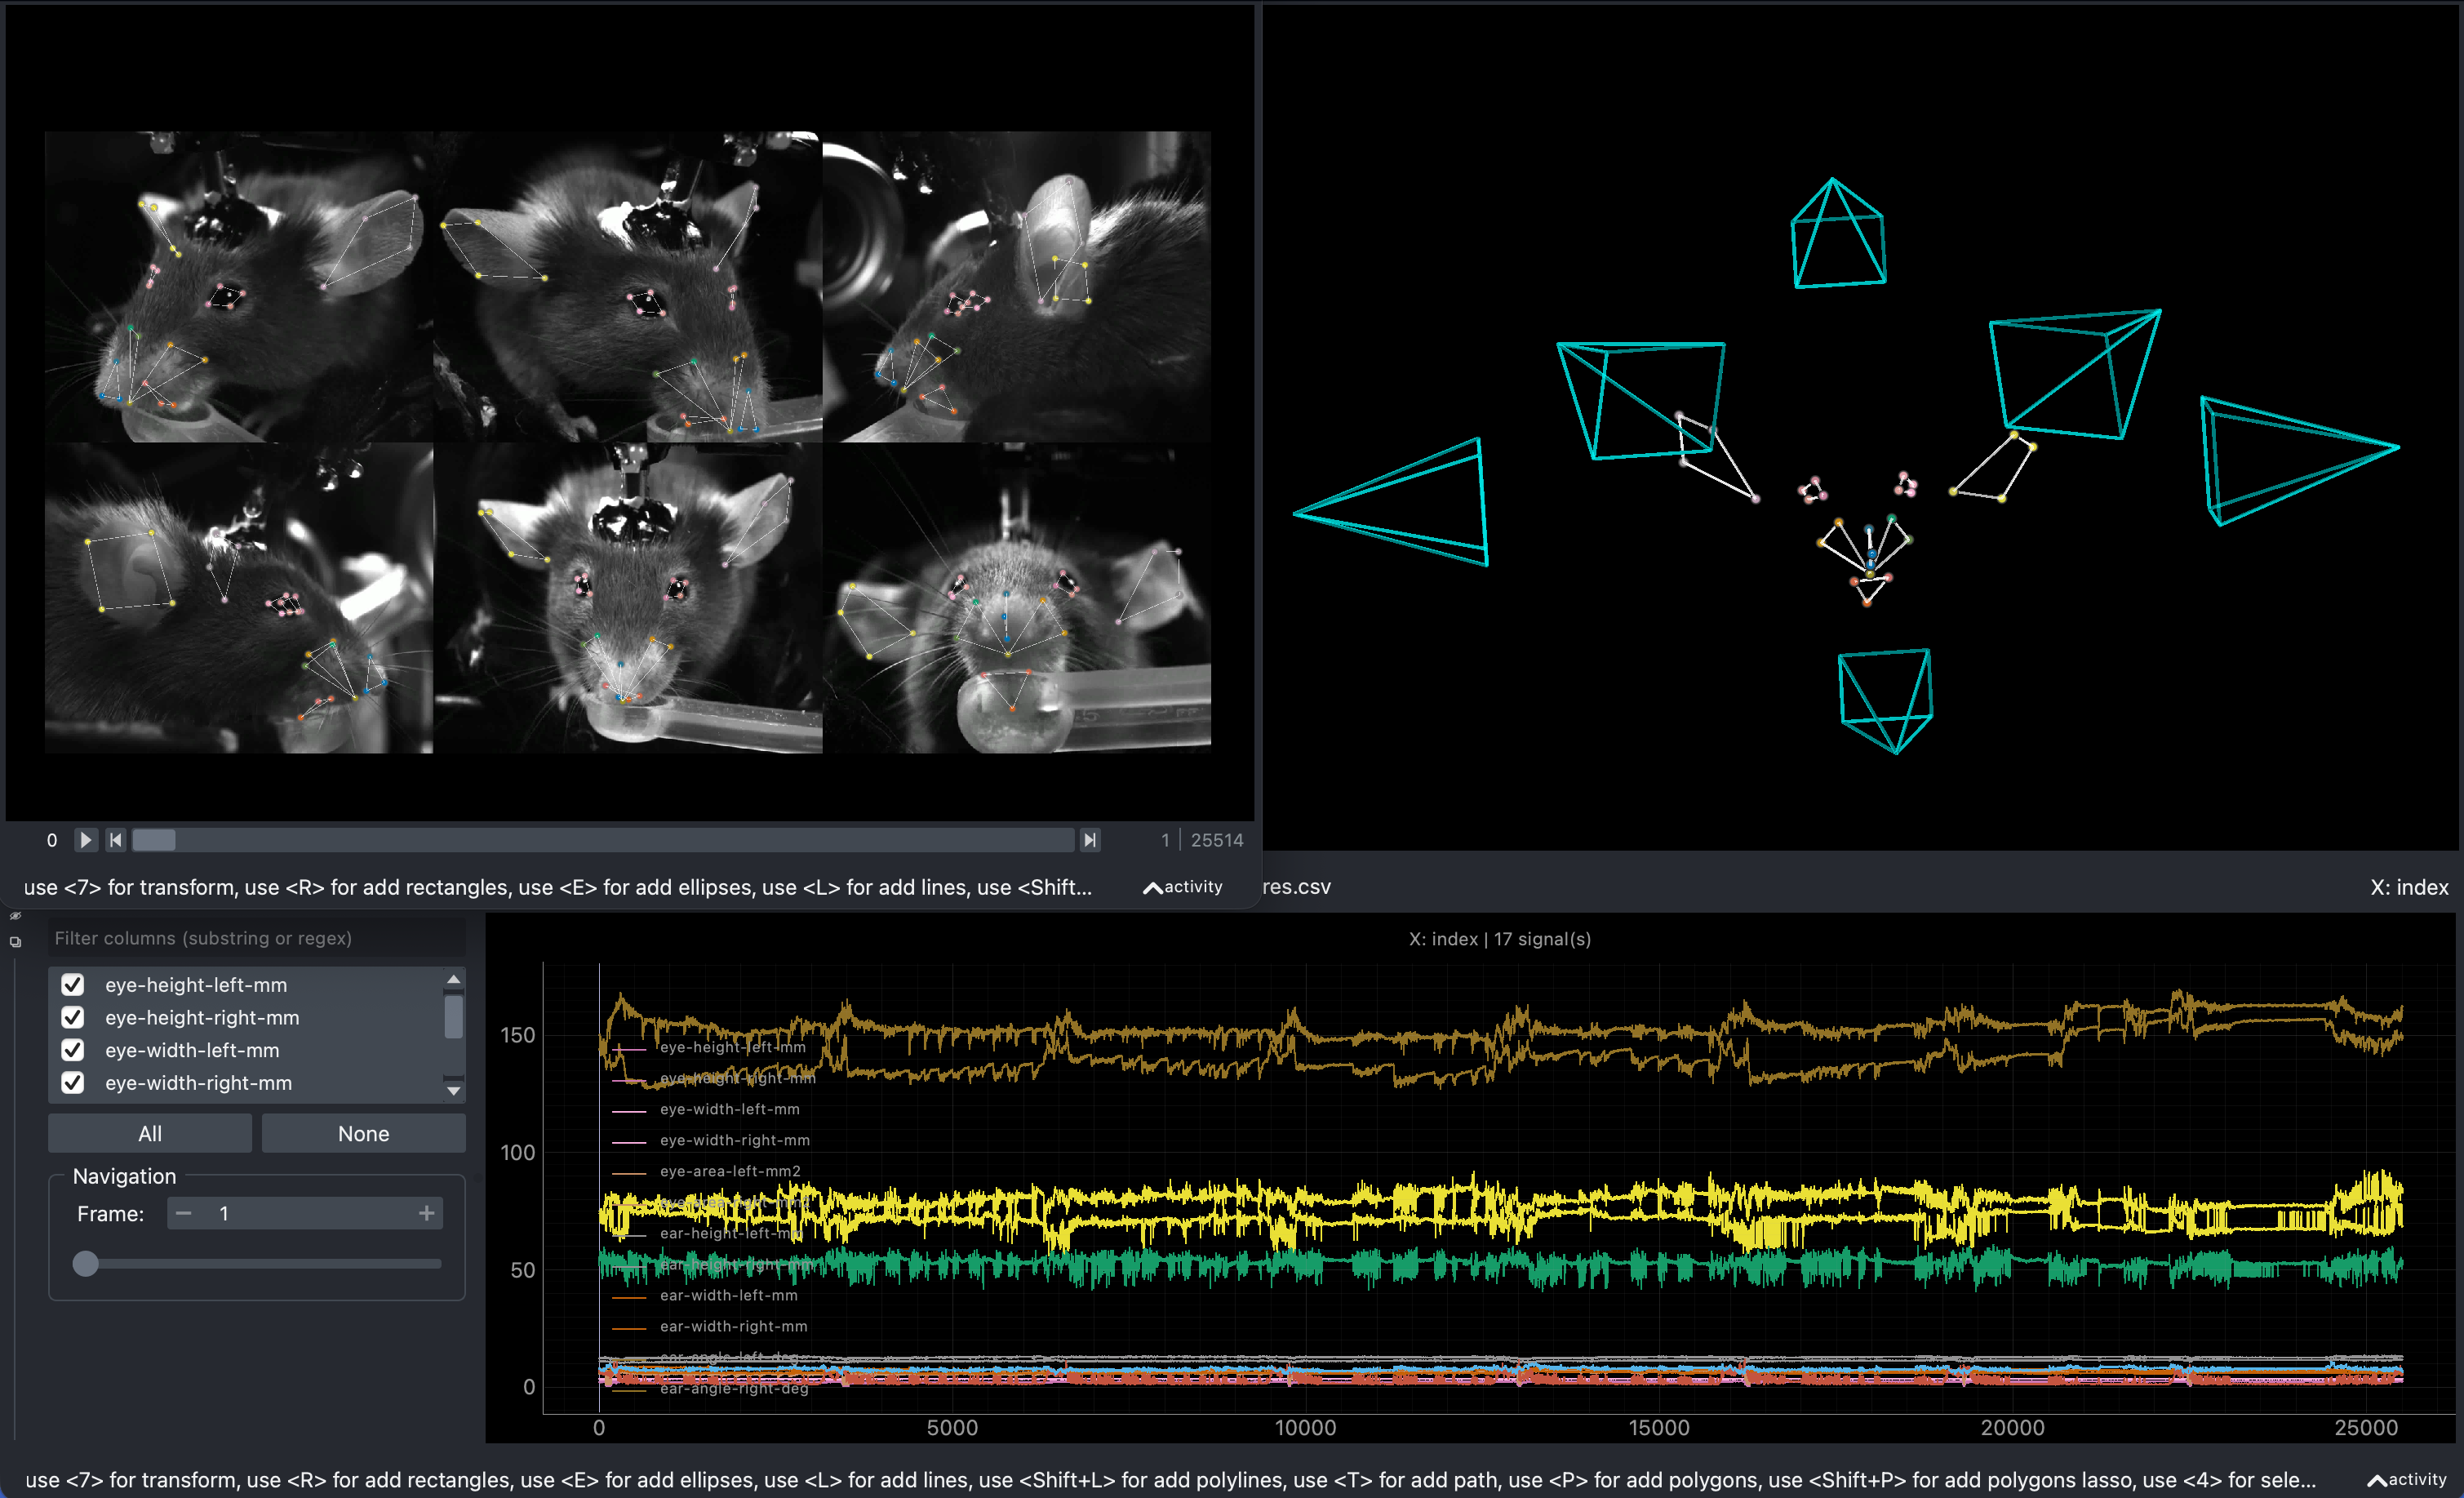 0
1 | 25514
use <7> for transform, use <R> for add rectangles, use <E> for add ellipses, use <L> for add lines, use <Shift...
activity
res.csv
X: index
Filter columns (substring or regex)
eye-height-left-mm
eye-height-right-mm
eye-width-left-mm
eye-width-right-mm
All
None
Navigation
Frame:
1
X: index | 17 signal(s)
150
100
50
0
eye-height-left-mm
eye-height-right-mm
eye-width-left-mm
eye-width-right-mm
eye-area-left-mm2
ear-height-left-mm
ear-height-right-mm
ear-width-left-mm
ear-width-right-mm
ear-angle-left-deg
ear-angle-right-deg
0
5000
10000
15000
20000
25000
use <7> for transform, use <R> for add rectangles, use <E> for add ellipses, use <L> for add lines, use <Shift+L> for add polylines, use <T> for add path, use <P> for add polygons, use <Shift+P> for add polygons lasso, use <4> for sele...
activity